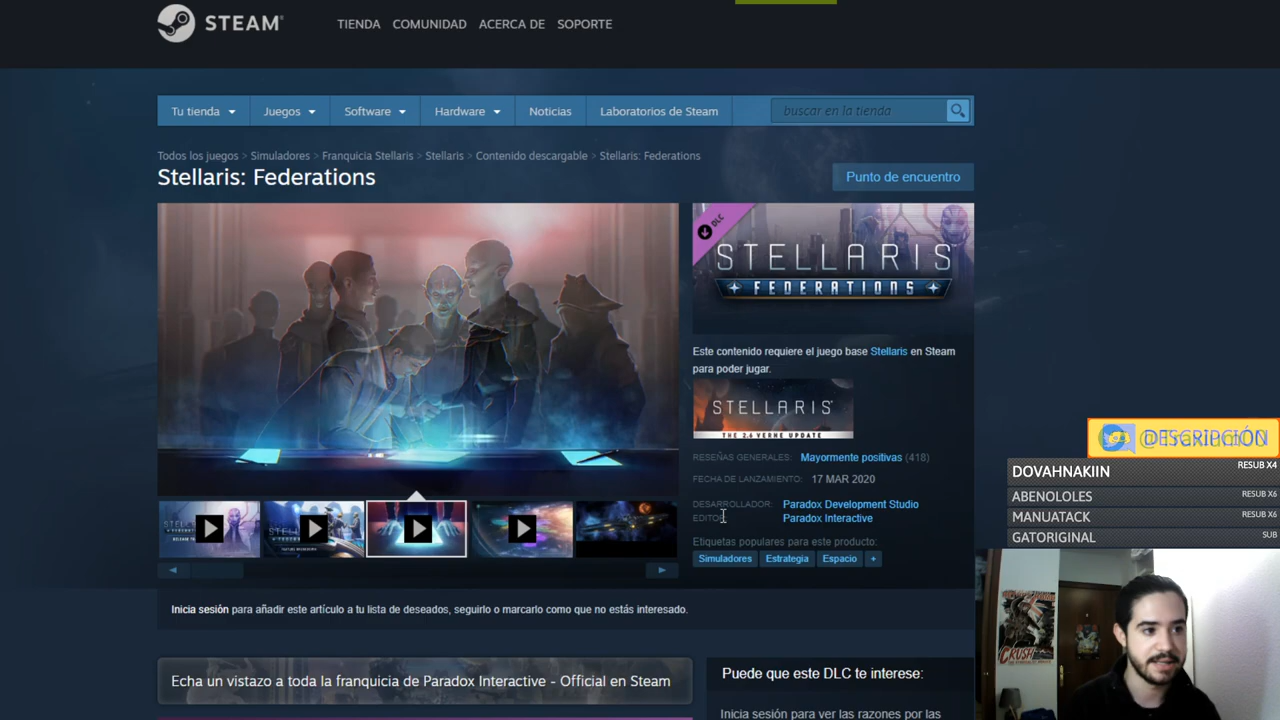 STEAM
TIENDA COMUNIDAD ACERCA DE SOPORTE
Tu tienda Juegos Software Hardware Noticias Laboratorios de Steam buscar en la tienda
Todos los juegos > Simuladores > Franquicia Stellaris > Stellaris > Contenido descargable > Stellaris: Federations
Stellaris: Federations
Punto de encuentro
DLC
STELLARIS
FEDERATIONS
Este contenido requiere el juego base Stellaris en Steam
para poder jugar.
STELLARIS
THE 2.6 VERNE UPDATE
RESEÑAS GENERALES: Mayormente positivas (418)
FECHA DE LANZAMIENTO: 17 MAR 2020
DESARROLLADOR: Paradox Development Studio
Paradox Interactive
Etiquetas populares para este producto:
Simuladores Estrategia Espacio +
Inicia sesión para añadir este artículo a tu lista de deseados, seguirlo o marcarlo como que no estás interesado.
Echa un vistazo a toda la franquicia de Paradox Interactive - Official en Steam
Puede que este DLC te interese:
Inicia sesión para ver las razones por las
DESCRIPCIÓN
DOVAHNAKIIN RESUB X4
ABENOLOLES RESUB X6
MANUATACK RESUB X6
GATORIGINAL SUB
CRUSH